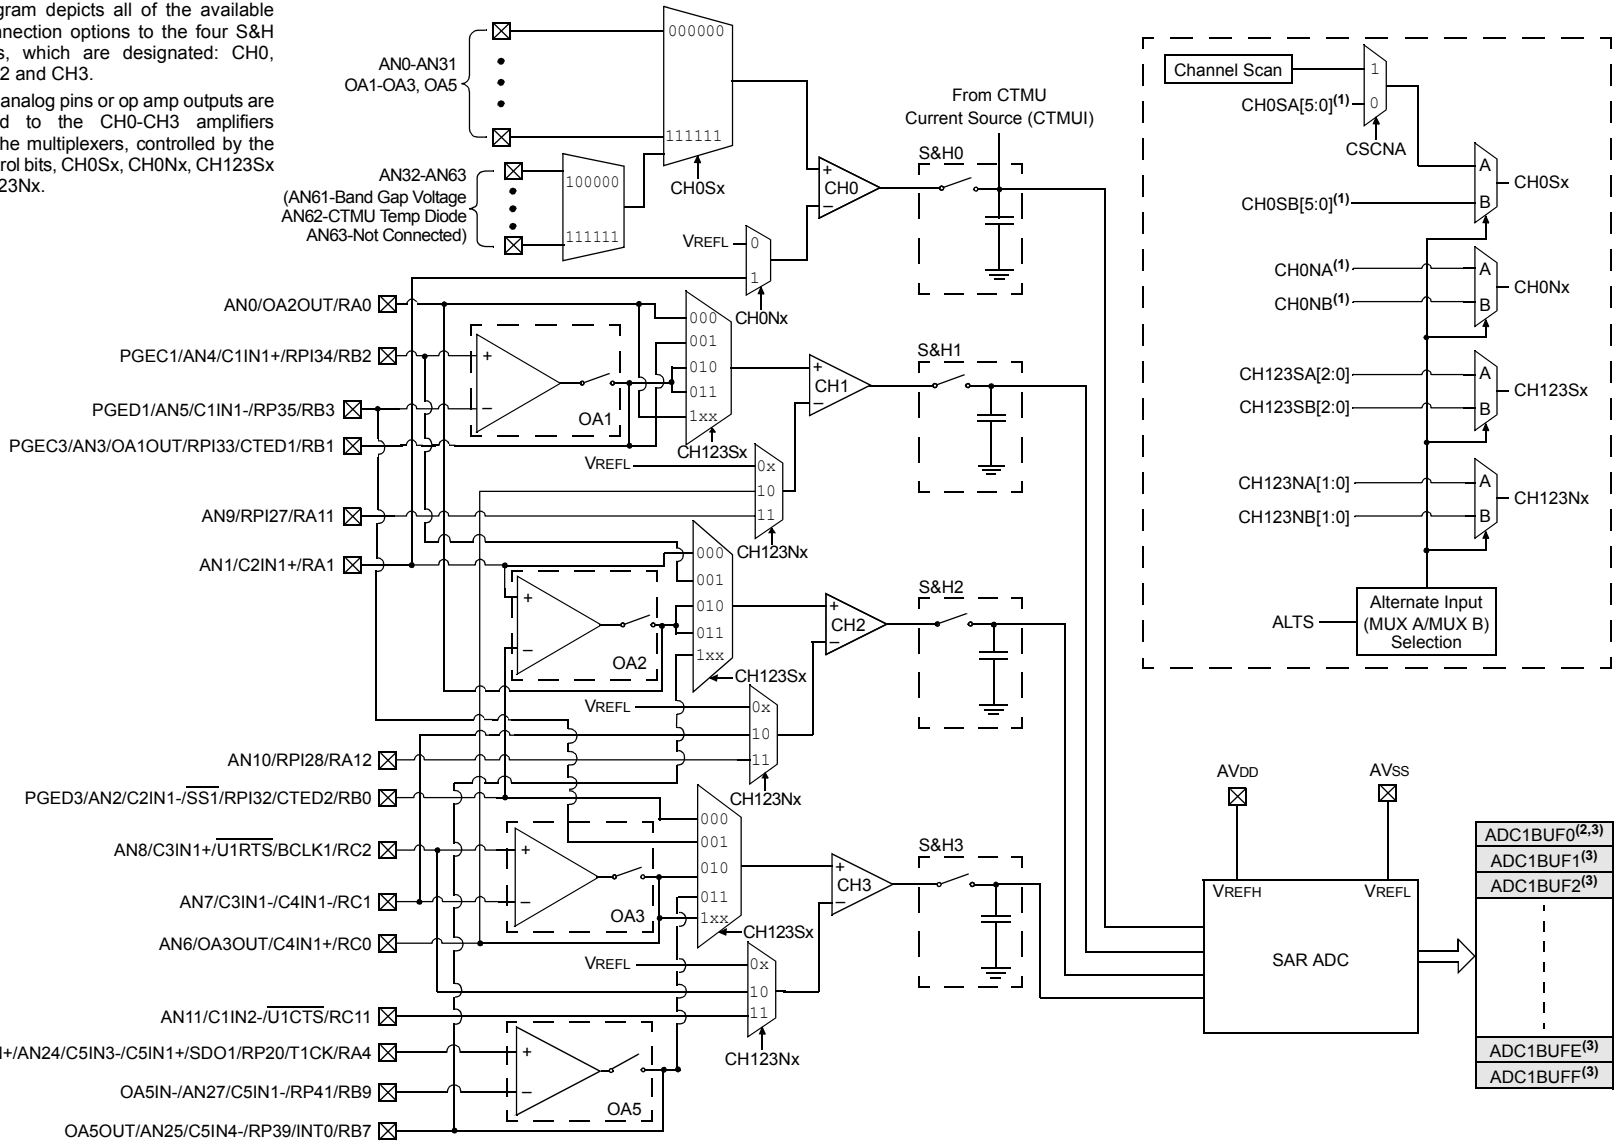 gram depicts all of the available
nnection options to the four S&H
s, which are designated: CH0,
2 and CH3.
analog pins or op amp outputs are
d to the CH0-CH3 amplifiers
he multiplexers, controlled by the
rol bits, CH0Sx, CH0Nx, CH123Sx
23Nx.
AN0-AN31
OA1-OA3, OA5
000000
111111
CH0Sx
AN32-AN63
(AN61-Band Gap Voltage
AN62-CTMU Temp Diode
AN63-Not Connected)
100000
111111
VREFL
0
1
CH0Nx
+
CH0
–
From CTMU
Current Source (CTMUI)
S&H0
AN0/OA2OUT/RA0
PGEC1/AN4/C1IN1+/RPI34/RB2
PGED1/AN5/C1IN1-/RP35/RB3
PGEC3/AN3/OA1OUT/RPI33/CTED1/RB1
+
–
OA1
000
001
010
011
1xx
CH123Sx
+
CH1
–
S&H1
VREFL
0x
10
11
CH123Nx
AN9/RPI27/RA11
AN1/C2IN1+/RA1
+
–
OA2
000
001
010
011
1xx
CH123Sx
+
CH2
–
S&H2
VREFL
0x
10
11
CH123Nx
AN10/RPI28/RA12
PGED3/AN2/C2IN1-/SS1/RPI32/CTED2/RB0
AN8/C3IN1+/U1RTS/BCLK1/RC2
AN7/C3IN1-/C4IN1-/RC1
AN6/OA3OUT/C4IN1+/RC0
+
–
OA3
000
001
010
011
1xx
CH123Sx
+
CH3
–
S&H3
VREFL
0x
10
11
CH123Nx
AN11/C1IN2-/U1CTS/RC11
+/AN24/C5IN3-/C5IN1+/SDO1/RP20/T1CK/RA4
OA5IN-/AN27/C5IN1-/RP41/RB9
OA5OUT/AN25/C5IN4-/RP39/INT0/RB7
+
–
OA5
Channel Scan
1
CH0SA[5:0](1)
0
CSCNA
A
CH0Sx
CH0SB[5:0](1)
B
CH0NA(1)
A
CH0Nx
CH0NB(1)
B
CH123SA[2:0]
A
CH123Sx
CH123SB[2:0]
B
CH123NA[1:0]
A
CH123Nx
CH123NB[1:0]
B
ALTS
Alternate Input
(MUX A/MUX B)
Selection
AVDD
AVSS
VREFH
VREFL
SAR ADC
ADC1BUF0(2,3)
ADC1BUF1(3)
ADC1BUF2(3)
ADC1BUFE(3)
ADC1BUFF(3)